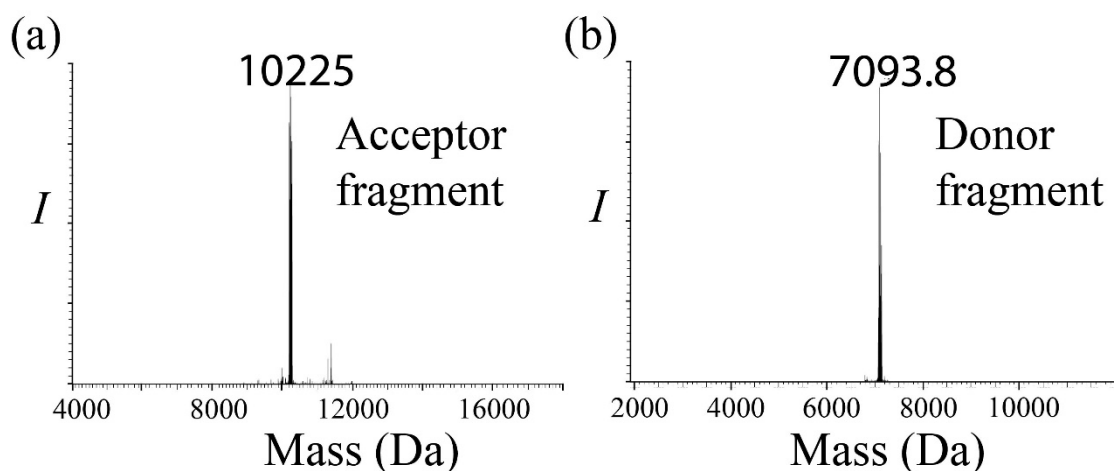 (a)
10225
Acceptor
fragment
I
4000
8000
12000
16000
Mass (Da)
(b)
7093.8
Donor
fragment
I
2000
4000
6000
8000
10000
Mass (Da)